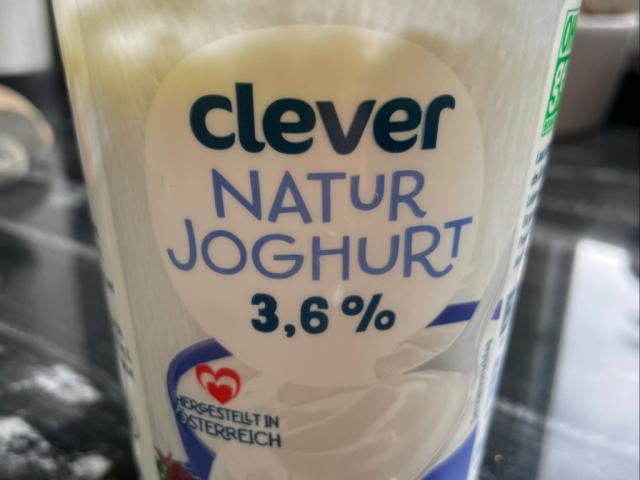 clever
NATUR
JOGHURT
3,6%
HERGESTELLT IN
ÖSTERREICH